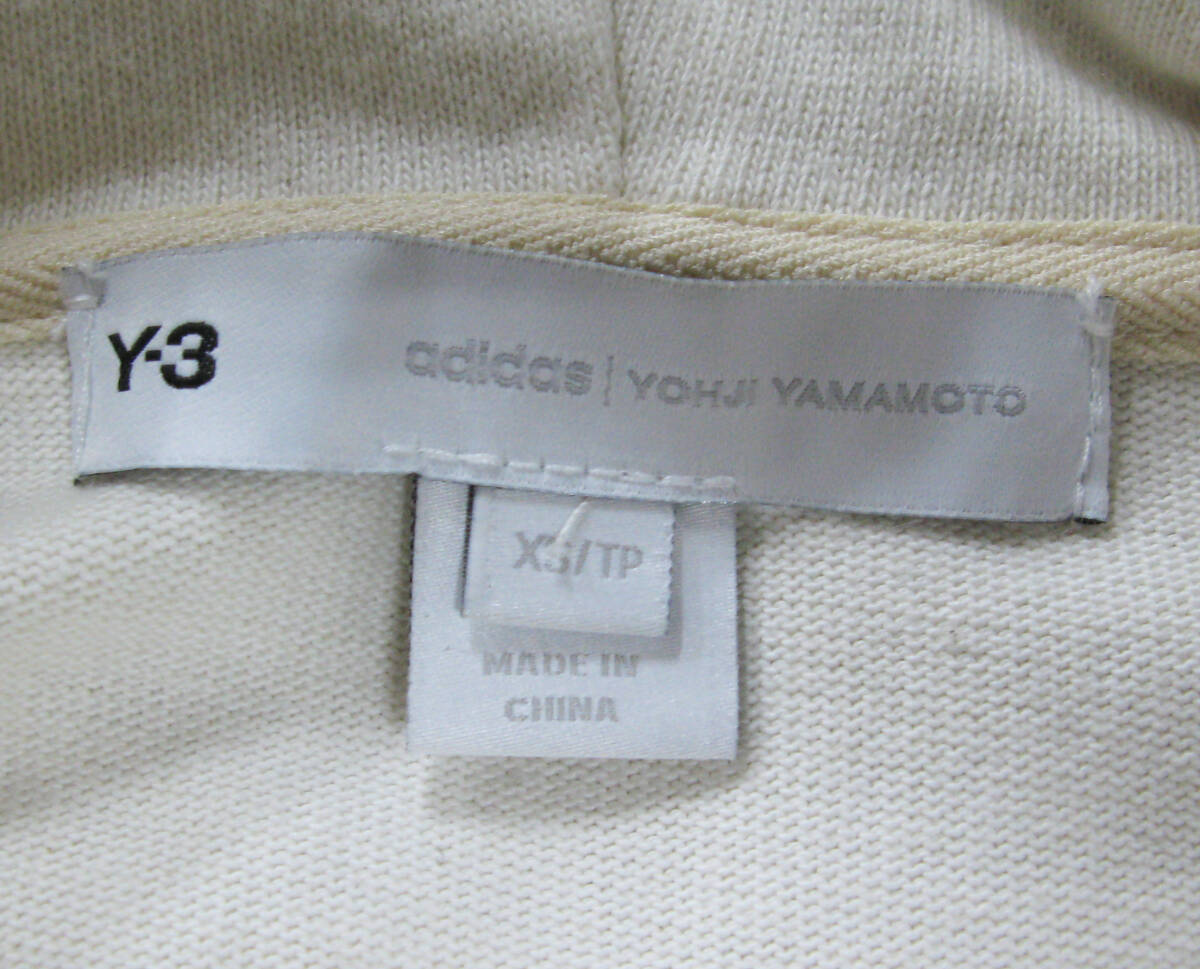 Y-3 adidas | YOHJI YAMAMOTO
XS/TP
MADE IN
CHINA